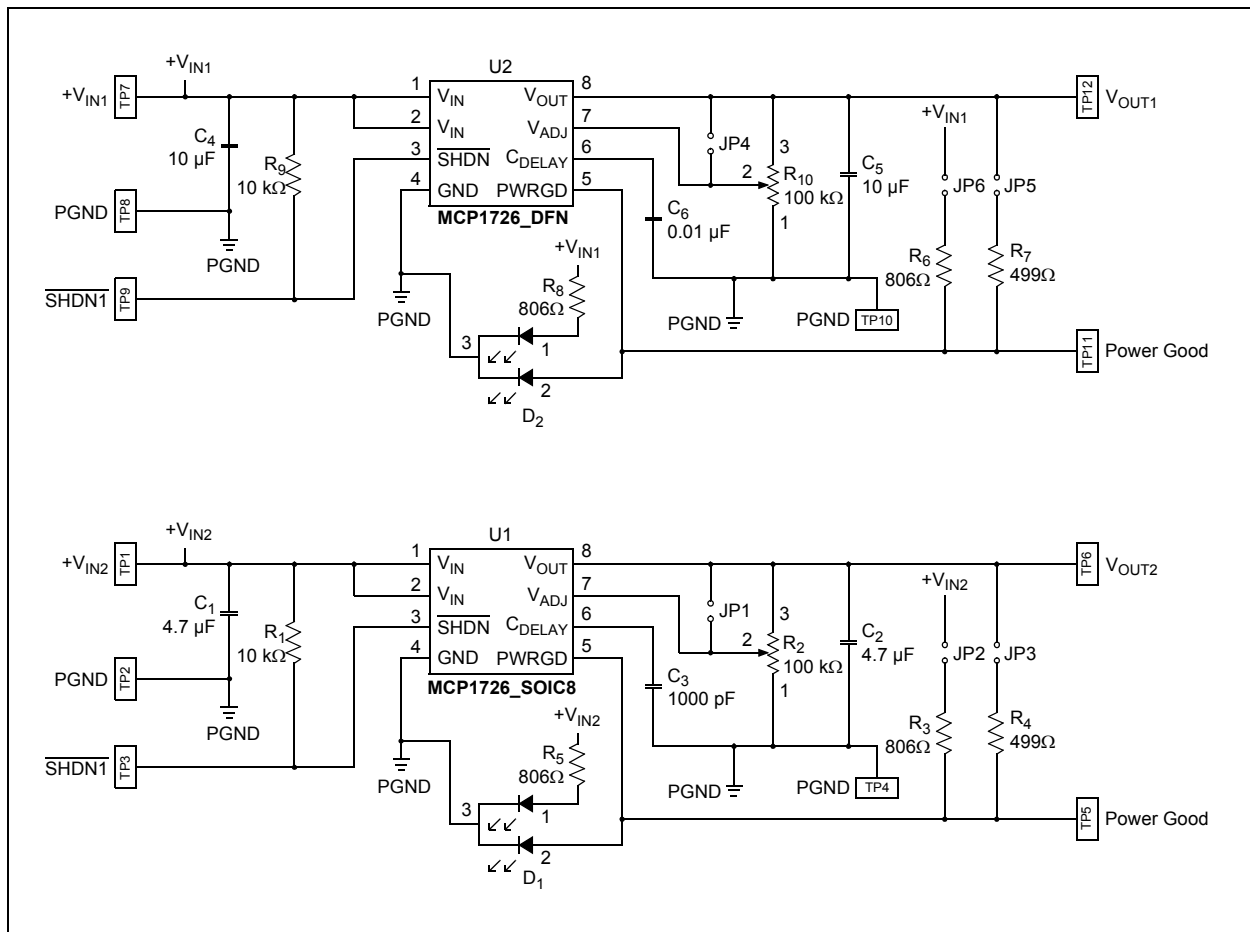 U2
+VIN1
+VIN1
TP7
1
VIN
VOUT
8
TP12
VOUT1
2
VIN
VADJ
7
+VIN1
3
SHDN
CDELAY
6
JP4
C4
10 µF
R9
10 kΩ
4
GND
PWRGD
5
3
2
R10
100 kΩ
1
C5
10 µF
JP6
JP5
PGND
TP8
MCP1726_DFN
C6
0.01 µF
PGND
+VIN1
R6
806Ω
R7
499Ω
SHDN1
TP9
R8
806Ω
PGND
PGND
PGND
TP10
3
1
2
TP11
Power Good
D2
U1
+VIN2
+VIN2
TP1
1
VIN
VOUT
8
TP6
VOUT2
2
VIN
VADJ
7
+VIN2
3
SHDN
CDELAY
6
JP1
C1
4.7 µF
R1
10 kΩ
4
GND
PWRGD
5
3
2
R2
100 kΩ
1
C2
4.7 µF
JP2
JP3
PGND
TP2
MCP1726_SOIC8
C3
1000 pF
PGND
+VIN2
R3
806Ω
R4
499Ω
SHDN1
TP3
R5
806Ω
PGND
PGND
PGND
TP4
3
1
2
TP5
Power Good
D1